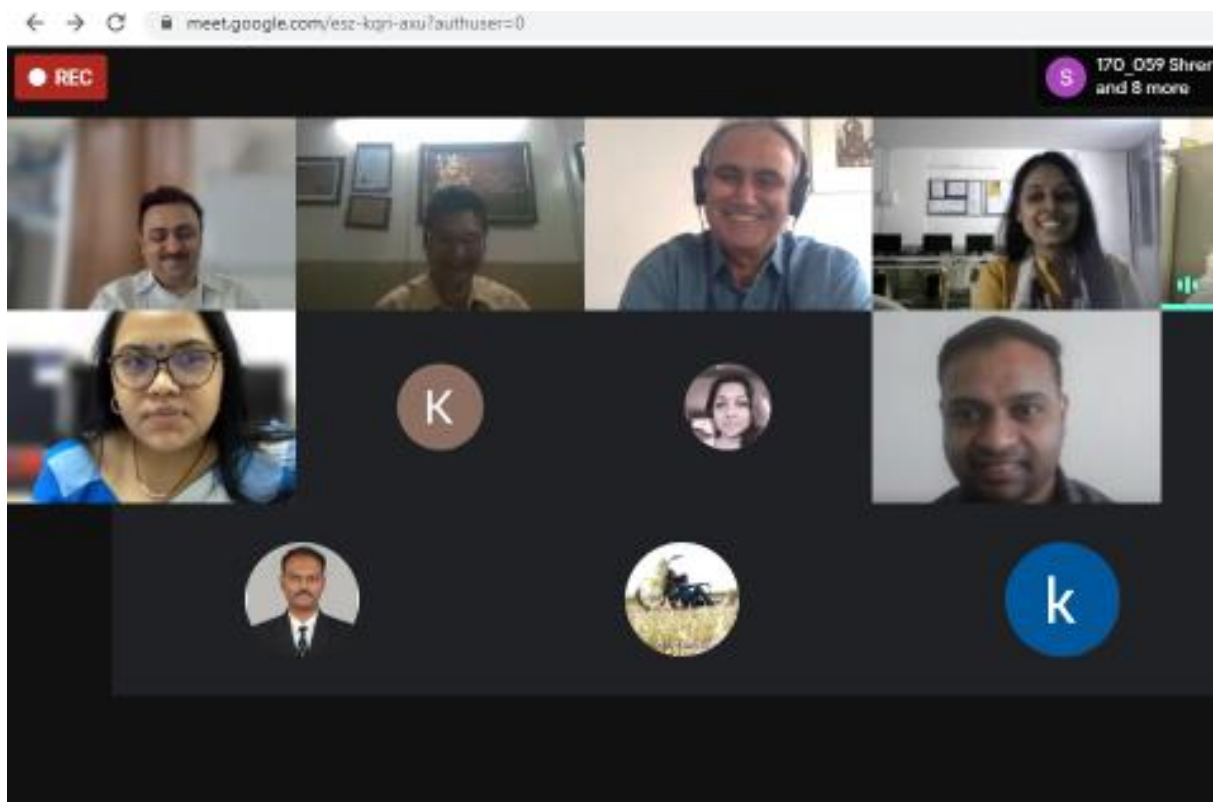 meet.google.com/esz-kqn-axu?authuser=0
REC
S
170_059 Shrer
and 8 more
K
k